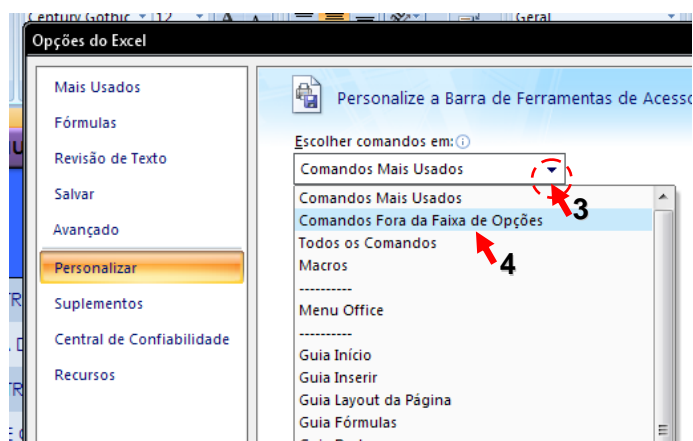 Century Gothic 12 A A Geral
Opções do Excel
Mais Usados
Fórmulas
Revisão de Texto
Salvar
Avançado
Personalizar
Suplementos
Central de Confiabilidade
Recursos
Personalize a Barra de Ferramentas de Acesso
Escolher comandos em:
Comandos Mais Usados
3
Comandos Mais Usados
Comandos Fora da Faixa de Opções
4
Todos os Comandos
Macros
----------
Menu Office
----------
Guia Início
Guia Inserir
Guia Layout da Página
Guia Fórmulas